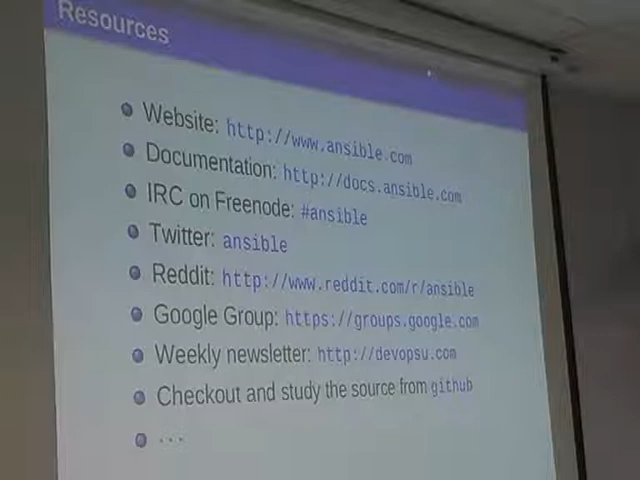 Resources
Website: http://www.ansible.com
Documentation: http://docs.ansible.com
IRC on Freenode: #ansible
Twitter: ansible
Reddit: http://www.reddit.com/r/ansible
Google Group: https://groups.google.com
Weekly newsletter: http://devopsu.com
Checkout and study the source from github
...